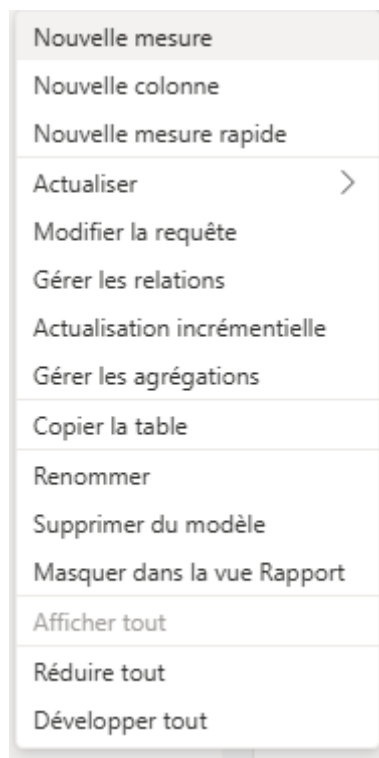 Nouvelle mesure
Nouvelle colonne
Nouvelle mesure rapide
Actualiser
Modifier la requête
Gérer les relations
Actualisation incrémentielle
Gérer les agrégations
Copier la table
Renommer
Supprimer du modèle
Masquer dans la vue Rapport
Afficher tout
Réduire tout
Développer tout